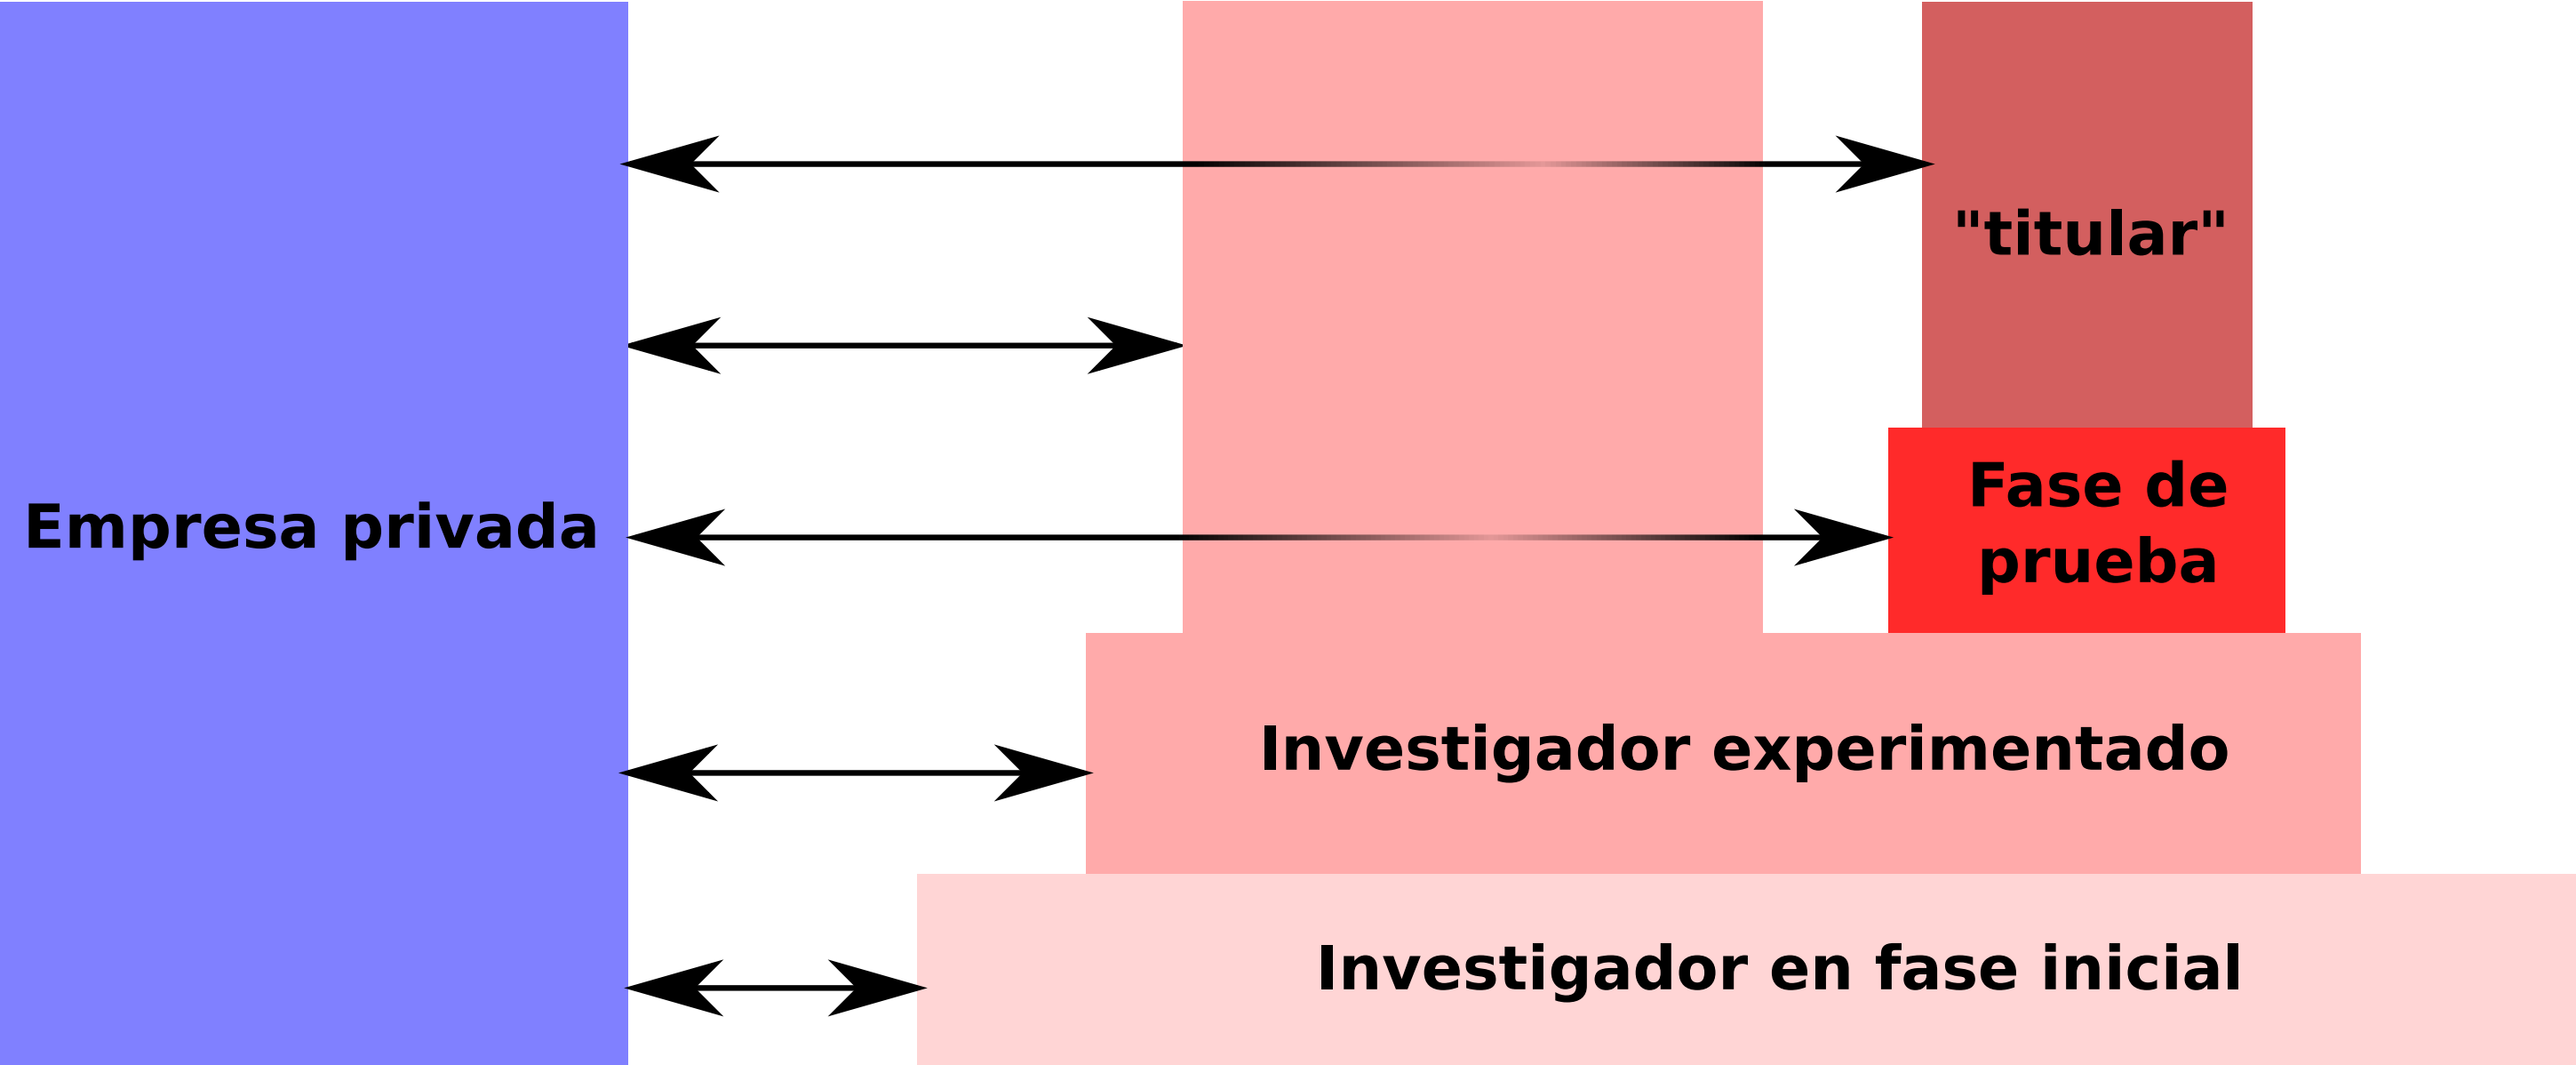 "titular"
Fase de
prueba
Empresa privada
Investigador experimentado
Investigador en fase inicial